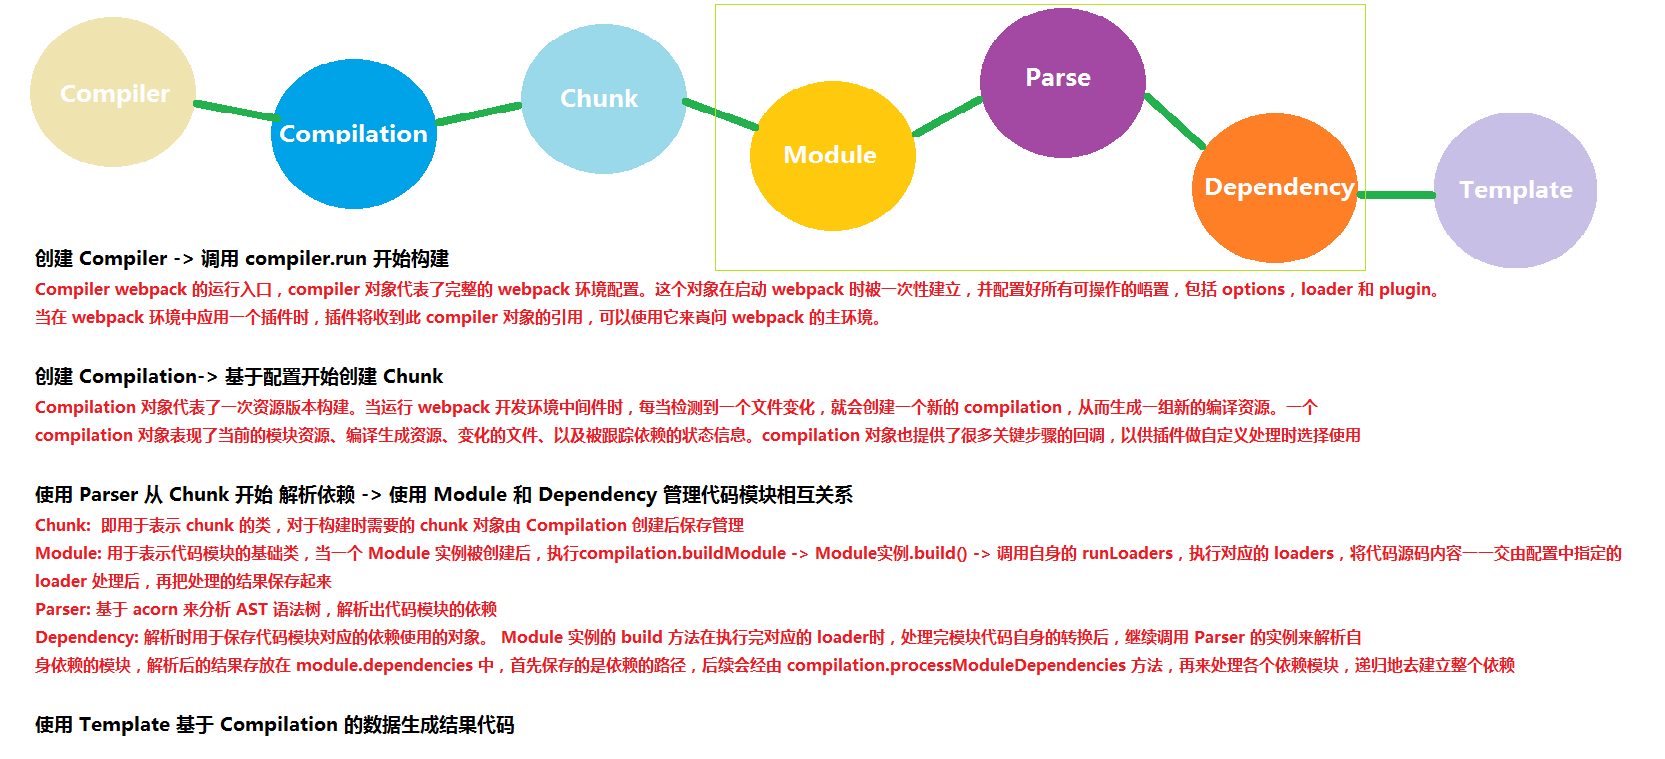 Compiler
Compilation
Chunk
Module
Parse
Dependency
Template
创建 Compiler -> 调用 compiler.run 开始构建
Compiler webpack 的运行入口，compiler 对象代表了完整的 webpack 环境配置。这个对象在启动 webpack 时被一次性建立，并配置好所有可操作的设置，包括 options，loader 和 plugin。
当在 webpack 环境中应用一个插件时，插件将收到此 compiler 对象的引用，可以使用它来访问 webpack 的主环境。
创建 Compilation-> 基于配置开始创建 Chunk
Compilation 对象代表了一次资源版本构建。当运行 webpack 开发环境中间件时，每当检测到一个文件变化，就会创建一个新的 compilation，从而生成一组新的编译资源。一个
compilation 对象表现了当前的模块资源、编译生成资源、变化的文件、以及被跟踪依赖的状态信息。compilation 对象也提供了很多关键步骤的回调，以供插件做自定义处理时选择使用
使用 Parser 从 Chunk 开始 解析依赖 -> 使用 Module 和 Dependency 管理代码模块相互关系
Chunk:  即用于表示 chunk 的类，对于构建时需要的 chunk 对象由 Compilation 创建后保存管理
Module: 用于表示代码模块的基础类，当一个 Module 实例被创建后，执行compilation.buildModule -> Module实例.build() -> 调用自身的 runLoaders，执行对应的 loaders，将代码源码内容一一交由配置中指定的
loader 处理后，再把处理的结果保存起来
Parser: 基于 acorn 来分析 AST 语法树，解析出代码模块的依赖
Dependency: 解析时用于保存代码模块对应的依赖使用的对象。 Module 实例的 build 方法在执行完对应的 loader时，处理完模块代码自身的转换后，继续调用 Parser 的实例来解析自
身依赖的模块，解析后的结果存放在 module.dependencies 中，首先保存的是依赖的路径，后续会经由 compilation.processModuleDependencies 方法，再来处理各个依赖模块，递归地去建立整个依赖
使用 Template 基于 Compilation 的数据生成结果代码